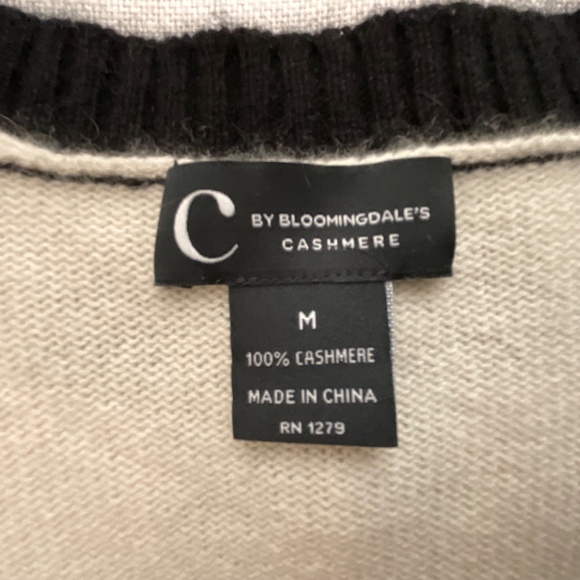 C BY BLOOMINGDALE'S
CASHMERE
M
100% CASHMERE
MADE IN CHINA
RN 1279